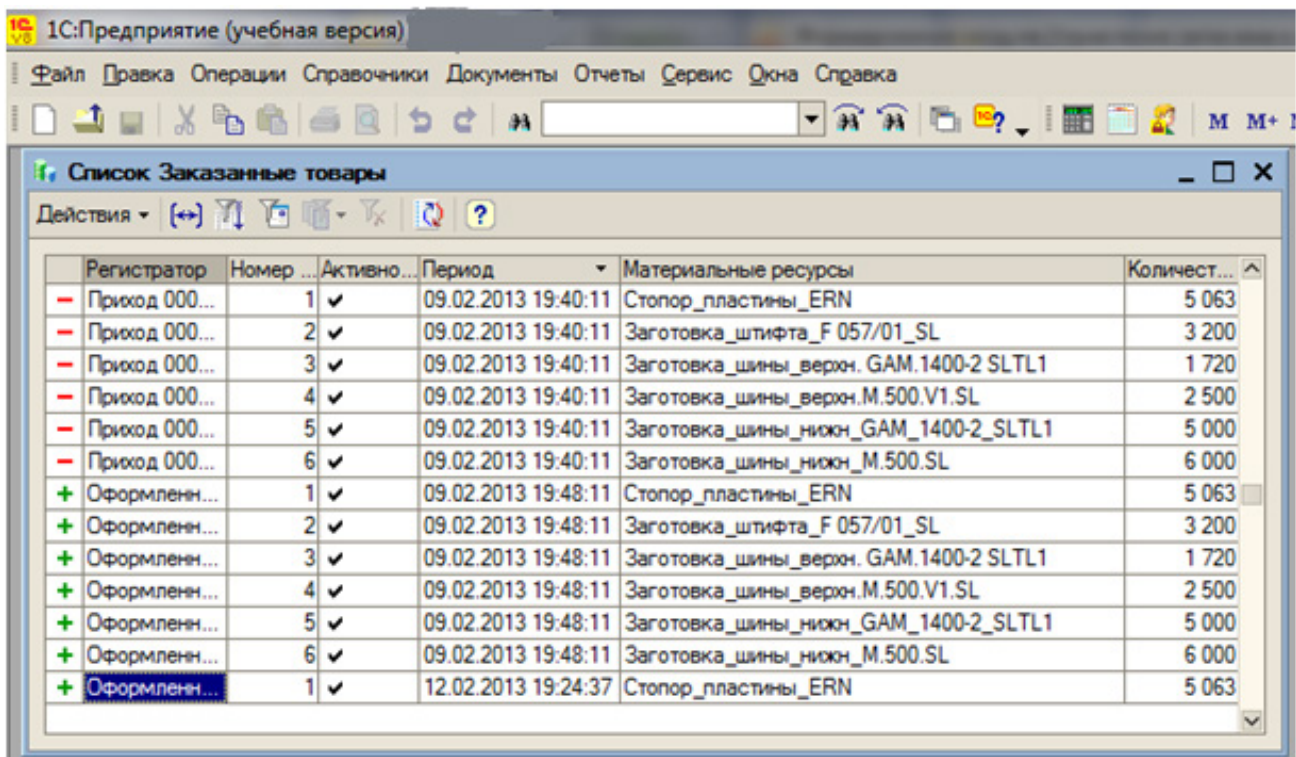 1С:Предприятие (учебная версия)
Файл Правка Операции Справочники Документы Отчеты Сервис Окна Справка
M M+
Список Заказанные товары
Действия
Регистратор Номер ... Активно... Период Материальные ресурсы Количест...
Приход 000... 1 09.02.2013 19:40:11 Стопор_пластины_ERN 5 063
Приход 000... 2 09.02.2013 19:40:11 Заготовка_штифта_F 057/01_SL 3 200
Приход 000... 3 09.02.2013 19:40:11 Заготовка_шины_верхн. GAM.1400-2 SLTL1 1 720
Приход 000... 4 09.02.2013 19:40:11 Заготовка_шины_верхн.M.500.V1.SL 2 500
Приход 000... 5 09.02.2013 19:40:11 Заготовка_шины_нижн_GAM_1400-2_SLTL1 5 000
Приход 000... 6 09.02.2013 19:40:11 Заготовка_шины_нижн_M.500.SL 6 000
Оформленн... 1 09.02.2013 19:48:11 Стопор_пластины_ERN 5 063
Оформленн... 2 09.02.2013 19:48:11 Заготовка_штифта_F 057/01_SL 3 200
Оформленн... 3 09.02.2013 19:48:11 Заготовка_шины_верхн. GAM.1400-2 SLTL1 1 720
Оформленн... 4 09.02.2013 19:48:11 Заготовка_шины_верхн.M.500.V1.SL 2 500
Оформленн... 5 09.02.2013 19:48:11 Заготовка_шины_нижн_GAM_1400-2_SLTL1 5 000
Оформленн... 6 09.02.2013 19:48:11 Заготовка_шины_нижн_M.500.SL 6 000
Оформленн... 1 12.02.2013 19:24:37 Стопор_пластины_ERN 5 063